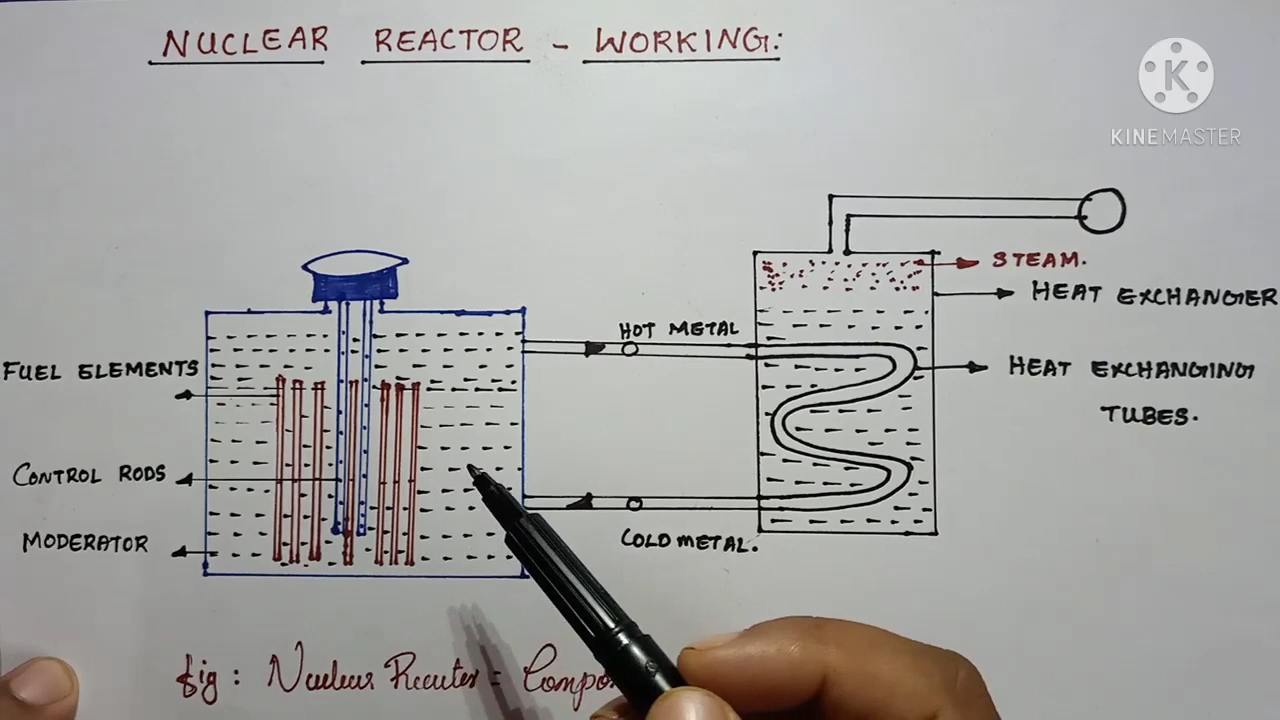 NUCLEAR REACTOR - WORKING:
K
KINEMASTER
STEAM.
HEAT EXCHANGER
HOT METAL
FUEL ELEMENTS
HEAT EXCHANGING
TUBES.
CONTROL RODS
MODERATOR
COLD METAL.
fig: Nuclear Reactor =